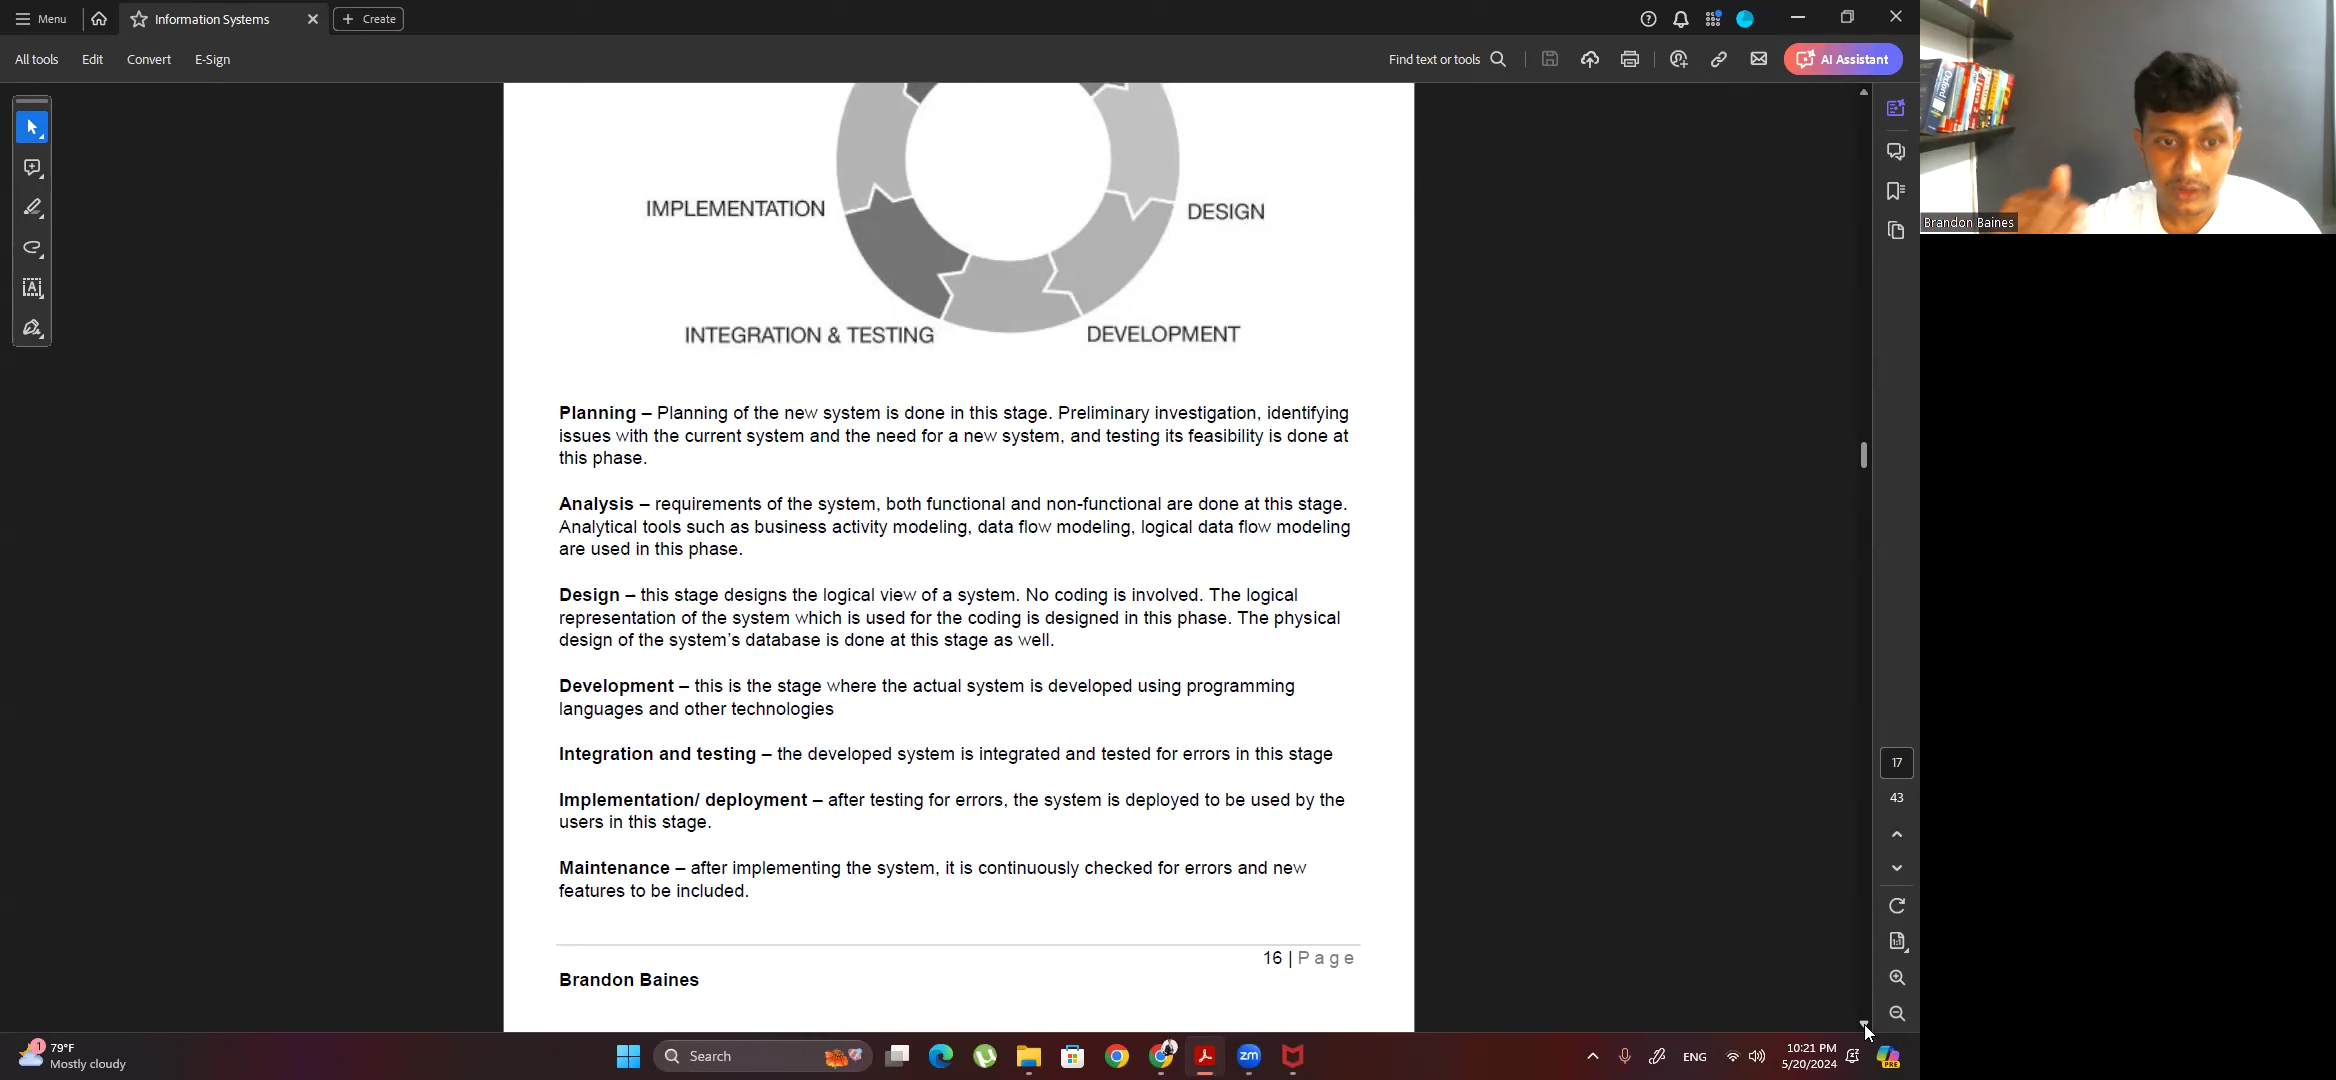 Menu
Information Systems
Create
All tools
Edit
Convert
E-Sign
Find text or tools
AI Assistant
Brandon Baines
IMPLEMENTATION
DESIGN
INTEGRATION & TESTING
DEVELOPMENT
Planning – Planning of the new system is done in this stage. Preliminary investigation, identifying
issues with the current system and the need for a new system, and testing its feasibility is done at
this phase.
Analysis – requirements of the system, both functional and non-functional are done at this stage.
Analytical tools such as business activity modeling, data flow modeling, logical data flow modeling
are used in this phase.
Design – this stage designs the logical view of a system. No coding is involved. The logical
representation of the system which is used for the coding is designed in this phase. The physical
design of the system’s database is done at this stage as well.
Development – this is the stage where the actual system is developed using programming
languages and other technologies
Integration and testing – the developed system is integrated and tested for errors in this stage
Implementation/ deployment – after testing for errors, the system is deployed to be used by the
users in this stage.
Maintenance – after implementing the system, it is continuously checked for errors and new
features to be included.
16 | Page
Brandon Baines
17
43
1
79°F
Mostly cloudy
Search
zm
ENG
10:21 PM
5/20/2024
PRE